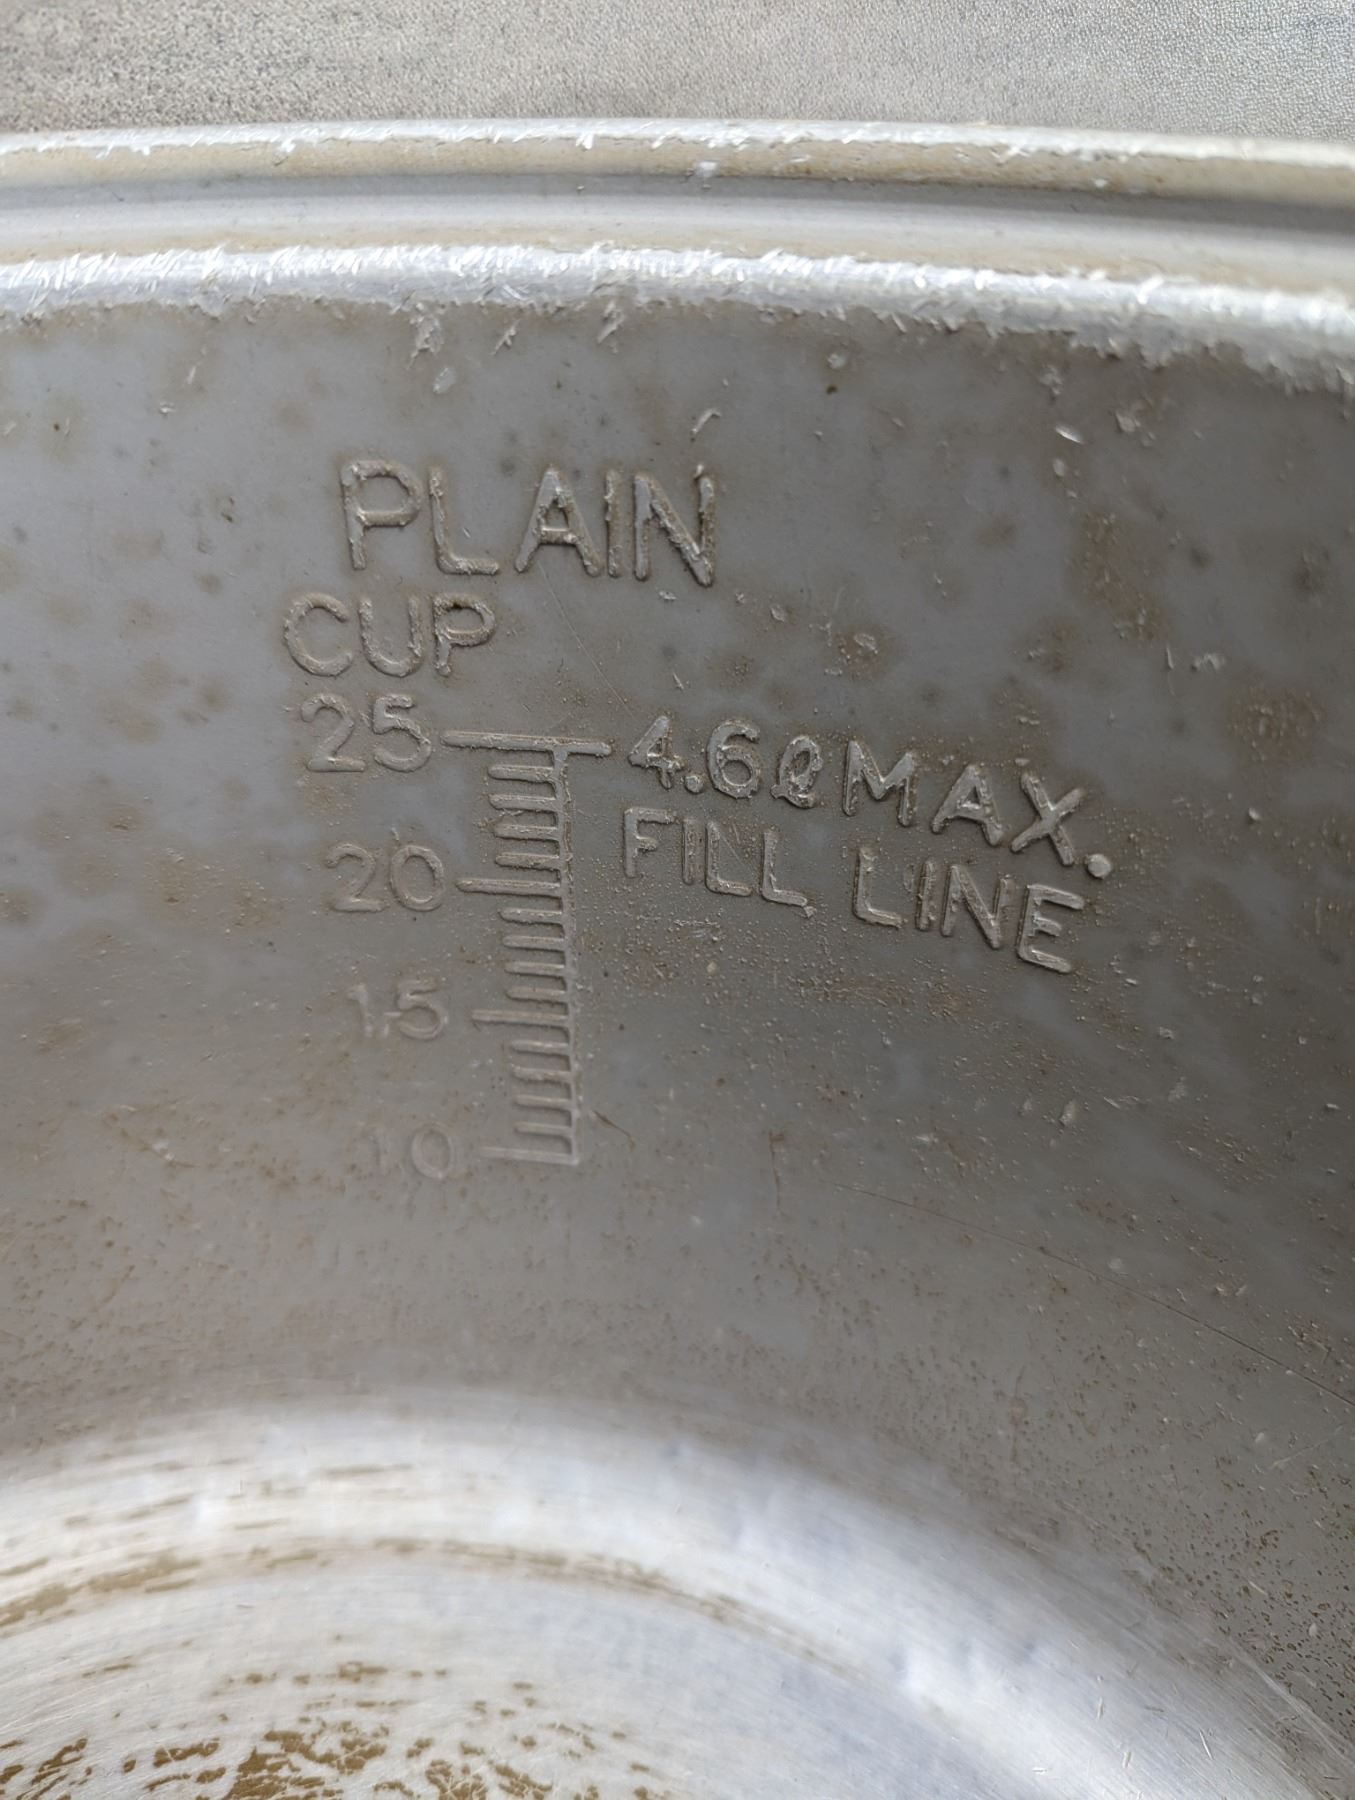 PLAIN
CUP
25 4.6ℓ MAX.
FILL LINE
20
15
10